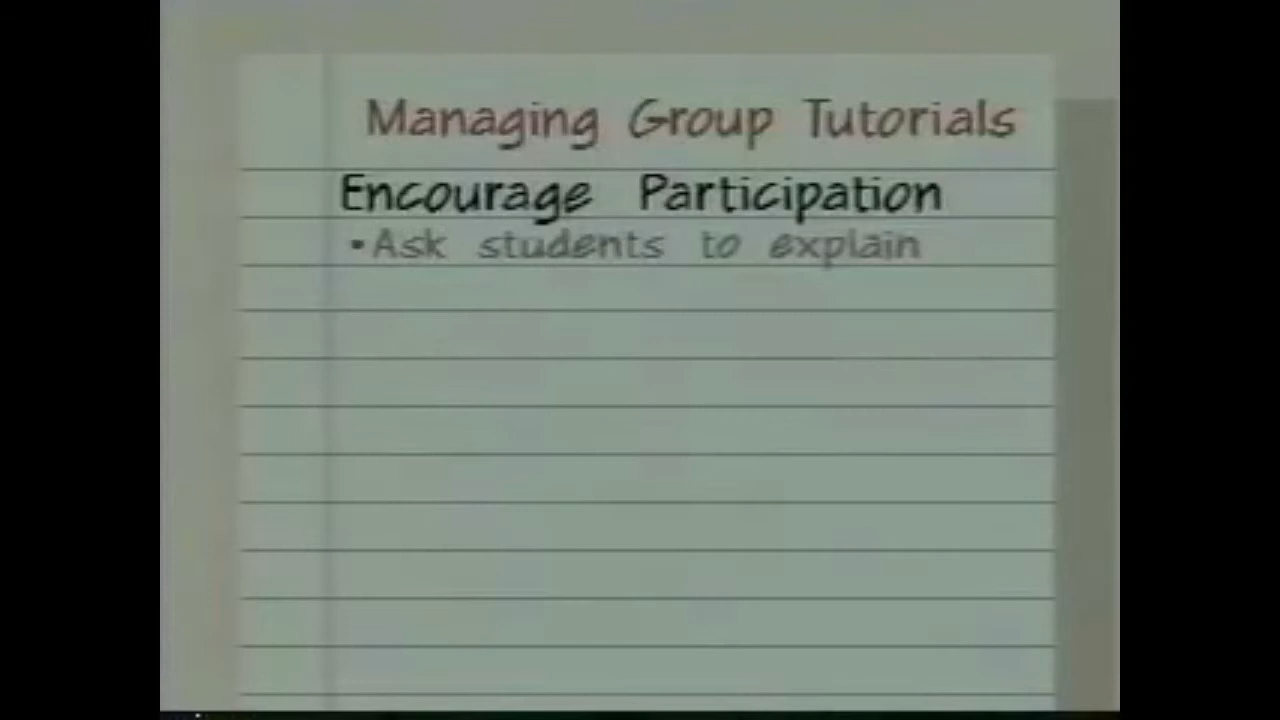 Managing Group Tutorials
Encourage Participation
•Ask students to explain